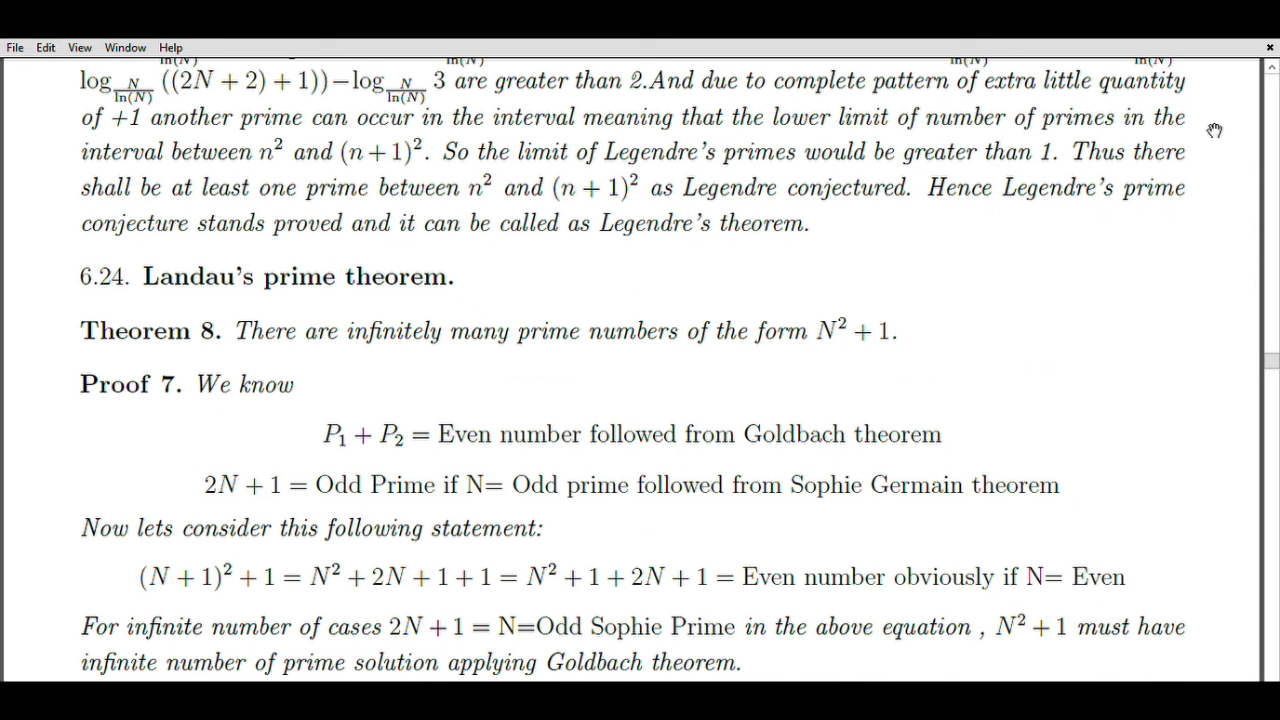 File Edit View Window Help
log_{N/ln(N)} ((2N + 2) + 1)) − log_{N/ln(N)} 3 are greater than 2.And due to complete pattern of extra little quantity
of +1 another prime can occur in the interval meaning that the lower limit of number of primes in the
interval between n² and (n + 1)². So the limit of Legendre's primes would be greater than 1. Thus there
shall be at least one prime between n² and (n + 1)² as Legendre conjectured. Hence Legendre's prime
conjecture stands proved and it can be called as Legendre's theorem.
6.24. Landau's prime theorem.
Theorem 8. There are infinitely many prime numbers of the form N² + 1.
Proof 7. We know
P₁ + P₂ = Even number followed from Goldbach theorem
2N + 1 = Odd Prime if N= Odd prime followed from Sophie Germain theorem
Now lets consider this following statement:
(N + 1)² + 1 = N² + 2N + 1 + 1 = N² + 1 + 2N + 1 = Even number obviously if N= Even
For infinite number of cases 2N + 1 = N=Odd Sophie Prime in the above equation , N² + 1 must have
infinite number of prime solution applying Goldbach theorem.